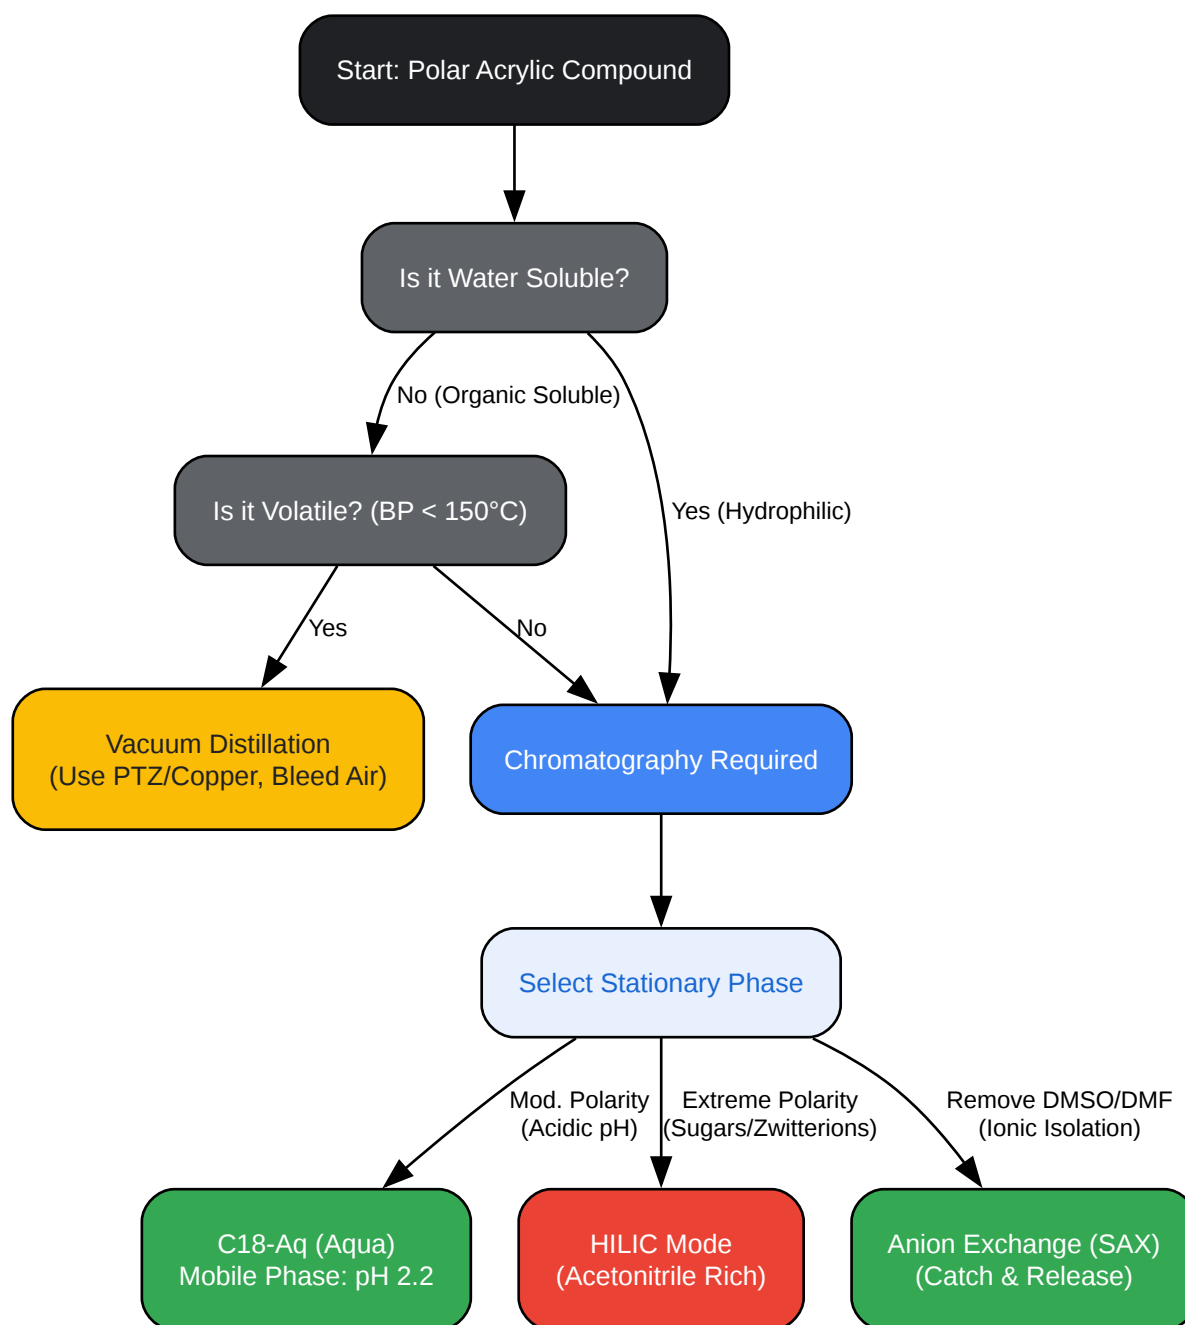 Start: Polar Acrylic Compound
Is it Water Soluble?
No (Organic Soluble)
Is it Volatile? (BP < 150°C)
Yes (Hydrophilic)
Yes
No
Vacuum Distillation
(Use PTZ/Copper, Bleed Air)
Chromatography Required
Select Stationary Phase
Mod. Polarity
(Acidic pH)
Extreme Polarity
(Sugars/Zwitterions)
Remove DMSO/DMF
(Ionic Isolation)
C18-Aq (Aqua)
Mobile Phase: pH 2.2
HILIC Mode
(Acetonitrile Rich)
Anion Exchange (SAX)
(Catch & Release)